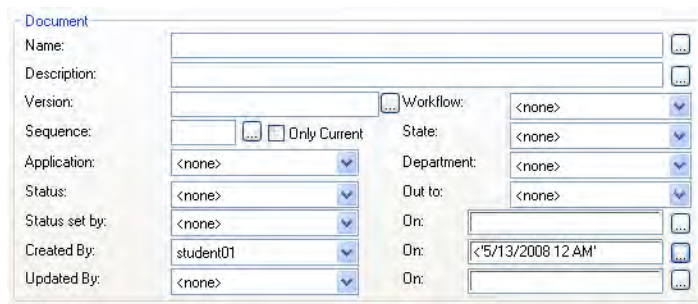 Document
Name: ...
Description: ...
Version: ... Workflow: <none>
Sequence: ... Only Current State: <none>
Application: <none> Department: <none>
Status: <none> Out to: <none>
Status set by: <none> On: ...
Created By: student01 On: <'5/13/2008 12 AM' ...
Updated By: <none> On: ...